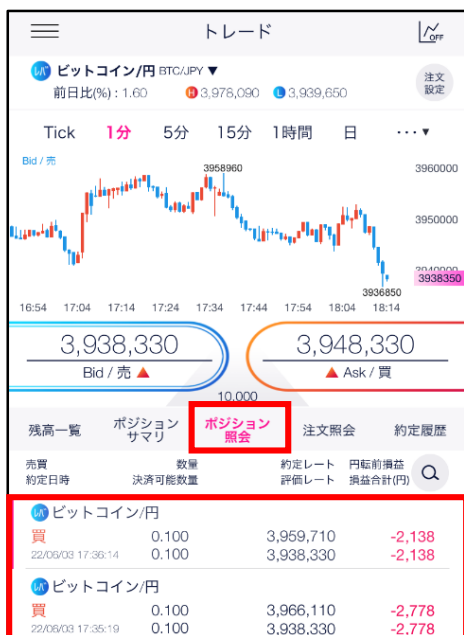 トレード
OFF
レバ ビットコイン/円 BTC/JPY ▼
前日比(%) : 1.60 H 3,978,090 L 3,939,650
注文
設定
Tick 1分 5分 15分 1時間 日 ··· ▼
Bid / 売
3958960
3960000
3950000
3940000
3938350
3936850
16:54 17:04 17:14 17:24 17:34 17:44 17:54 18:04 18:14
3,938,330 3,948,330
Bid / 売 ▲ ▲ Ask / 買
10,000
残高一覧 ポジション
サマリ ポジション
照会 注文照会 約定履歴
売買 数量 約定レート 円転前損益
約定日時 決済可能数量 評価レート 損益合計(円)
レバ ビットコイン/円
買 0.100 3,959,710 -2,138
22/06/03 17:36:14 0.100 3,938,330 -2,138
レバ ビットコイン/円
買 0.100 3,966,110 -2,778
22/06/03 17:35:19 0.100 3,938,330 -2,778